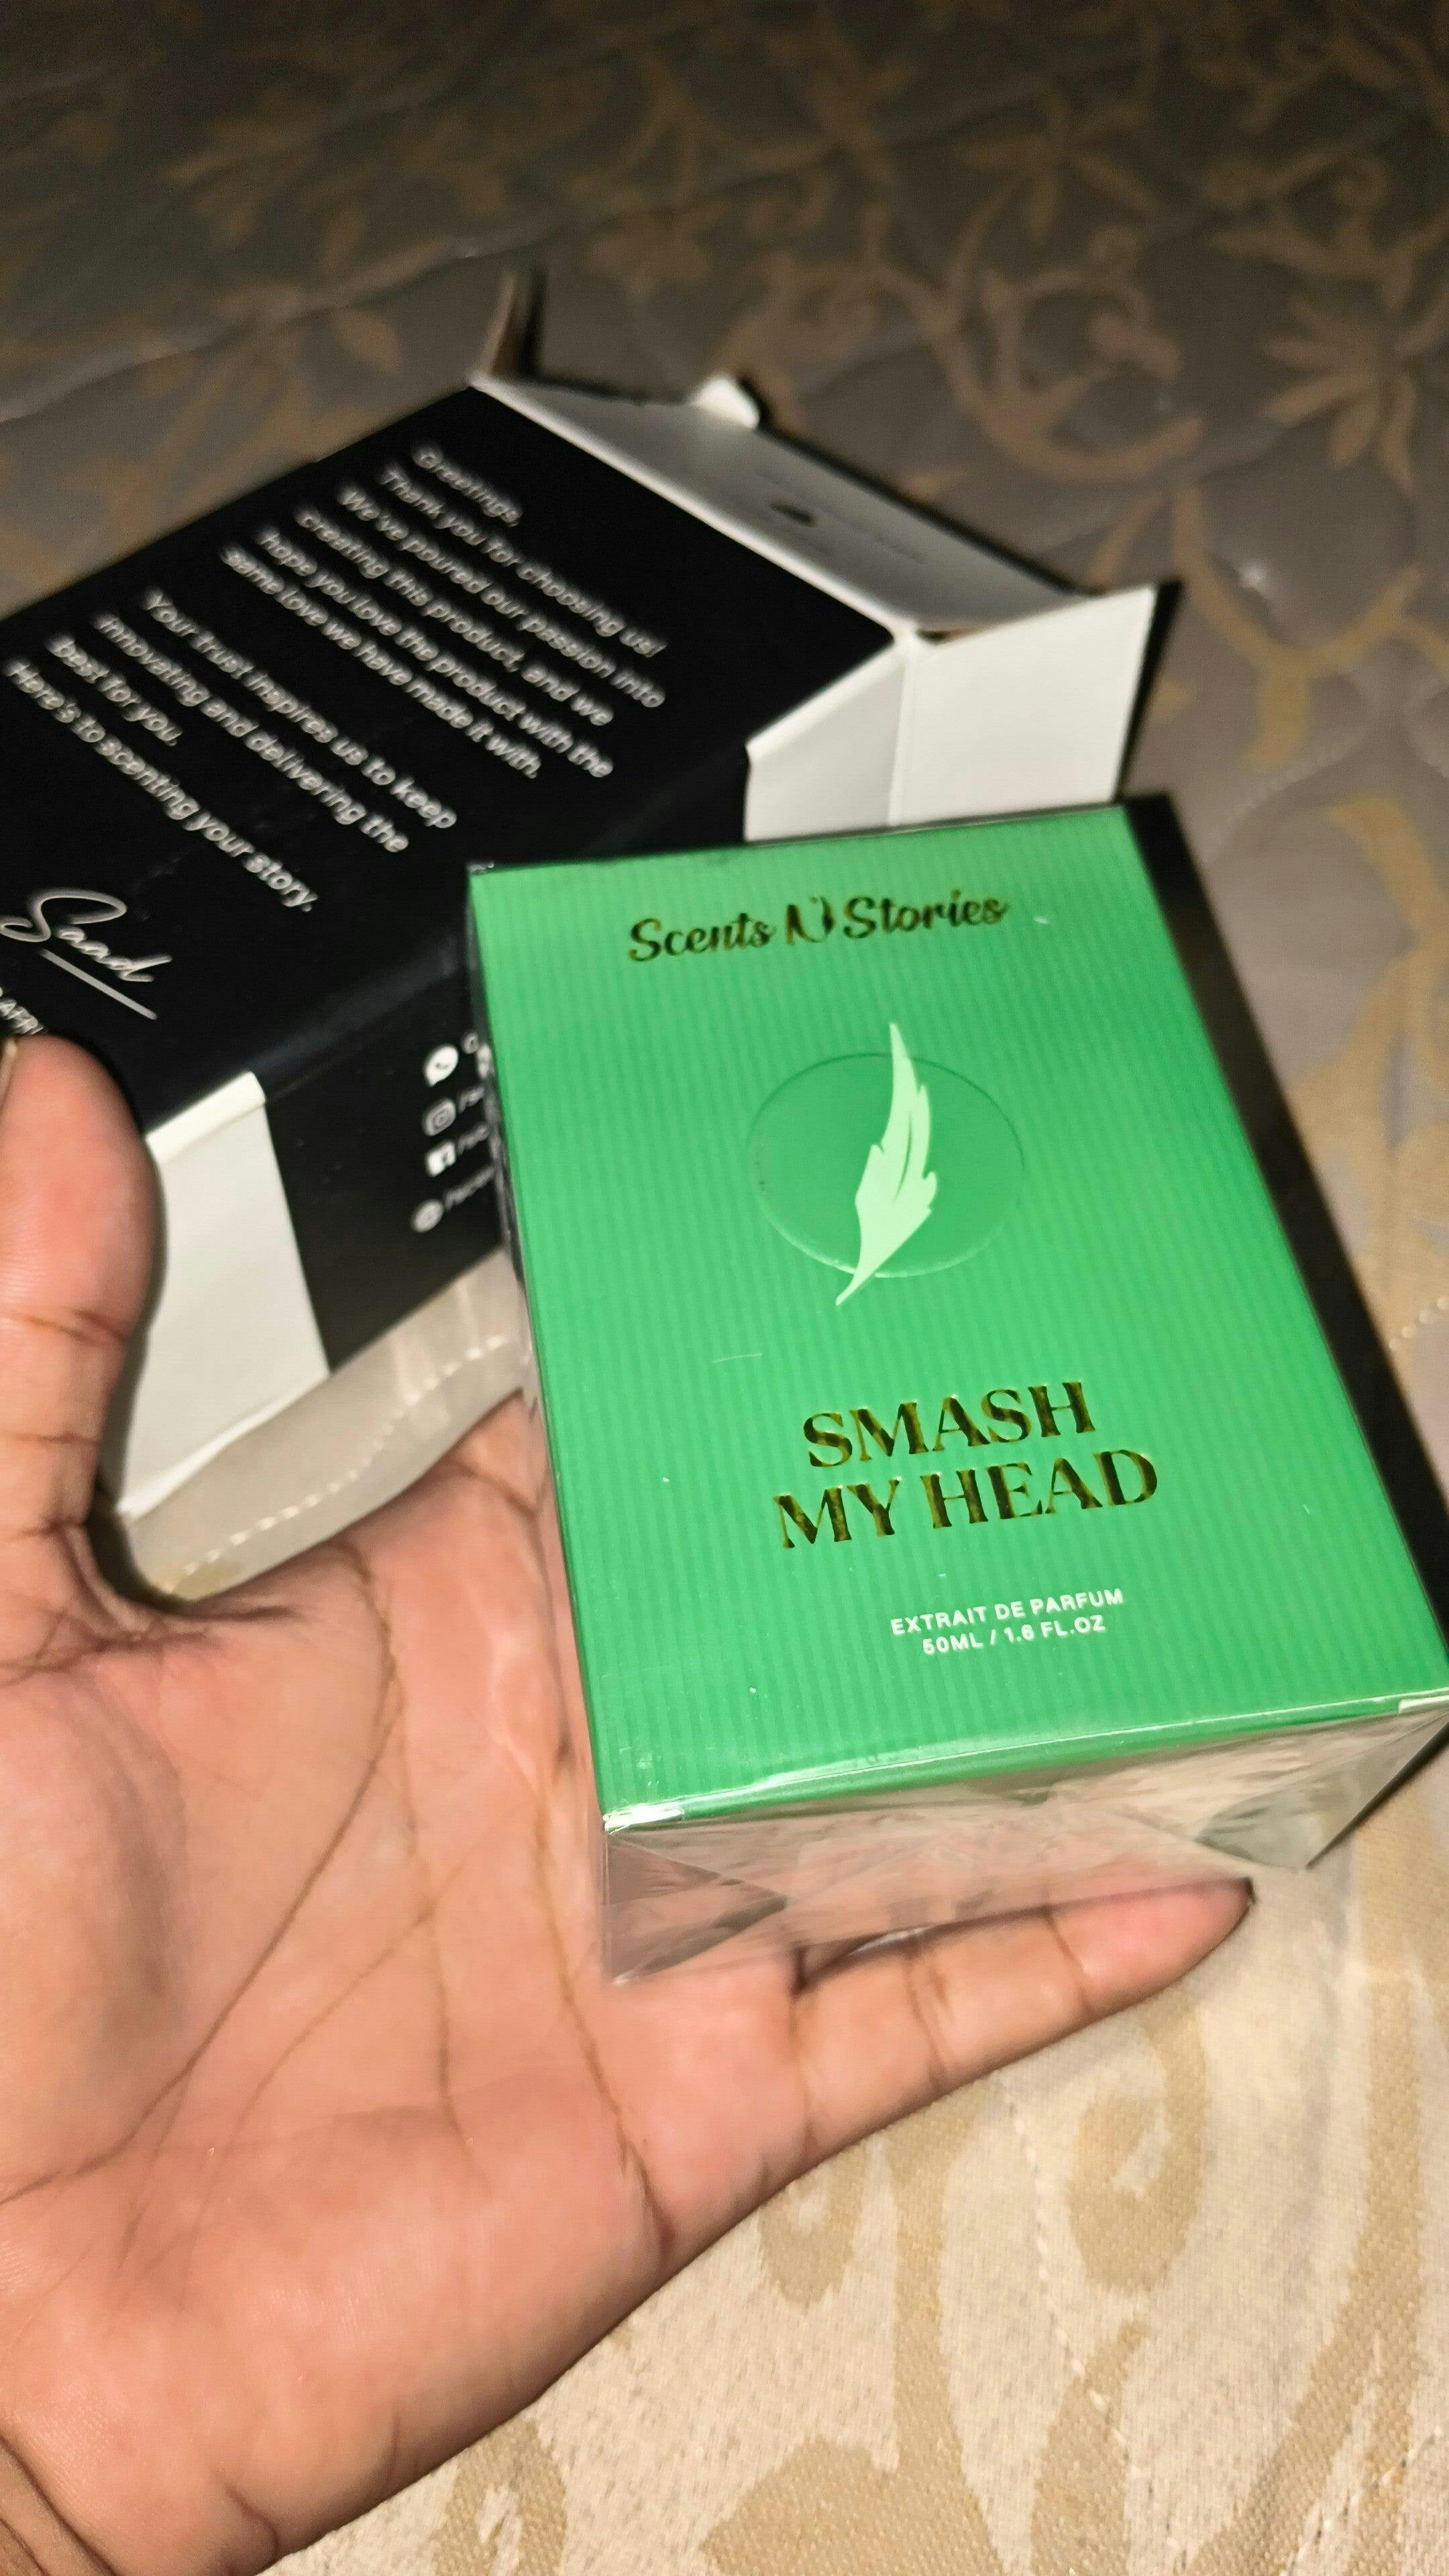 Greetings,
Thank you for choosing us!
We've poured our passion into
creating this product, and we
hope you love the product with the
same love we have made it with.
Your trust inspires us to keep
innovating and delivering the
best for you.
Here's to scenting your story.
Saad
Scents N Stories
SMASH
MY HEAD
EXTRAIT DE PARFUM
50ML / 1.6 FL.OZ